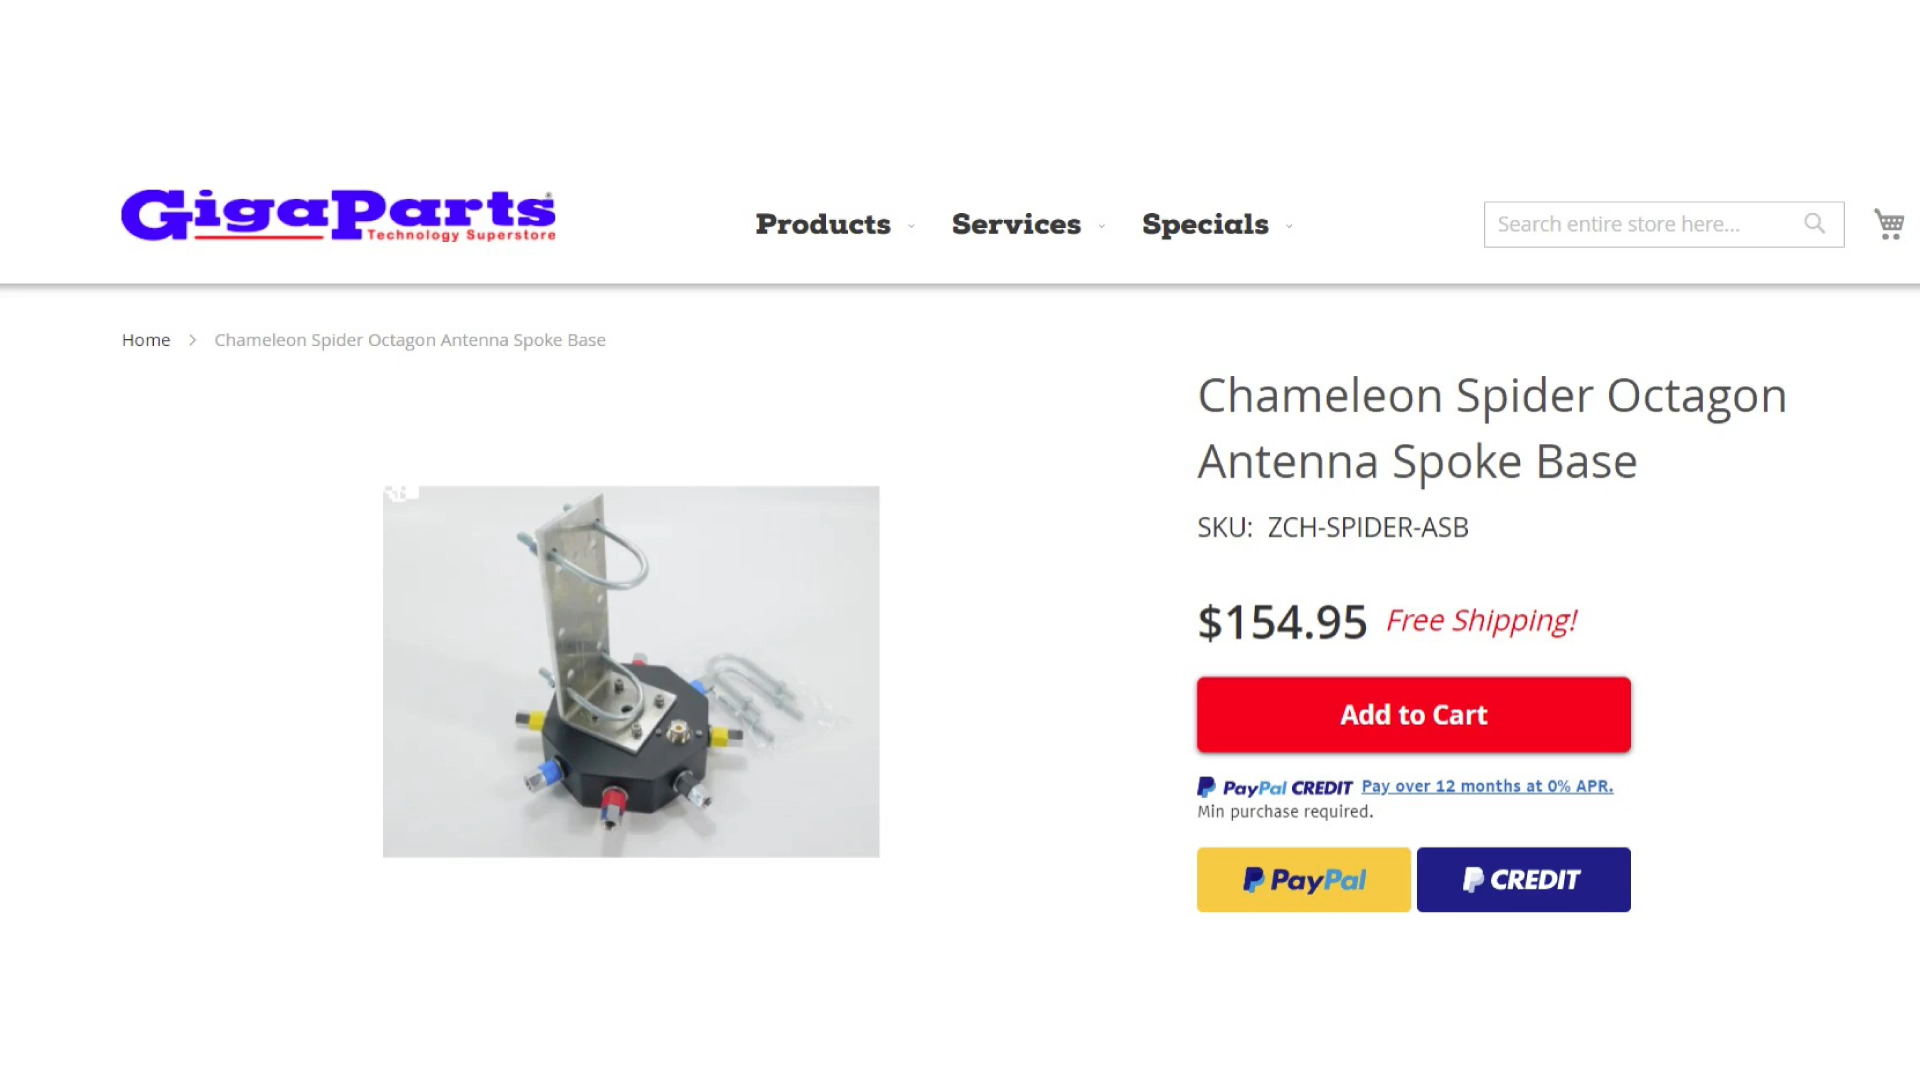 GigaParts®
Technology Superstore
Products
Services
Specials
Search entire store here...
Home > Chameleon Spider Octagon Antenna Spoke Base
Chameleon Spider Octagon
Antenna Spoke Base
SKU: ZCH-SPIDER-ASB
$154.95 Free Shipping!
Add to Cart
PayPal CREDIT Pay over 12 months at 0% APR.
Min purchase required.
PayPal
CREDIT